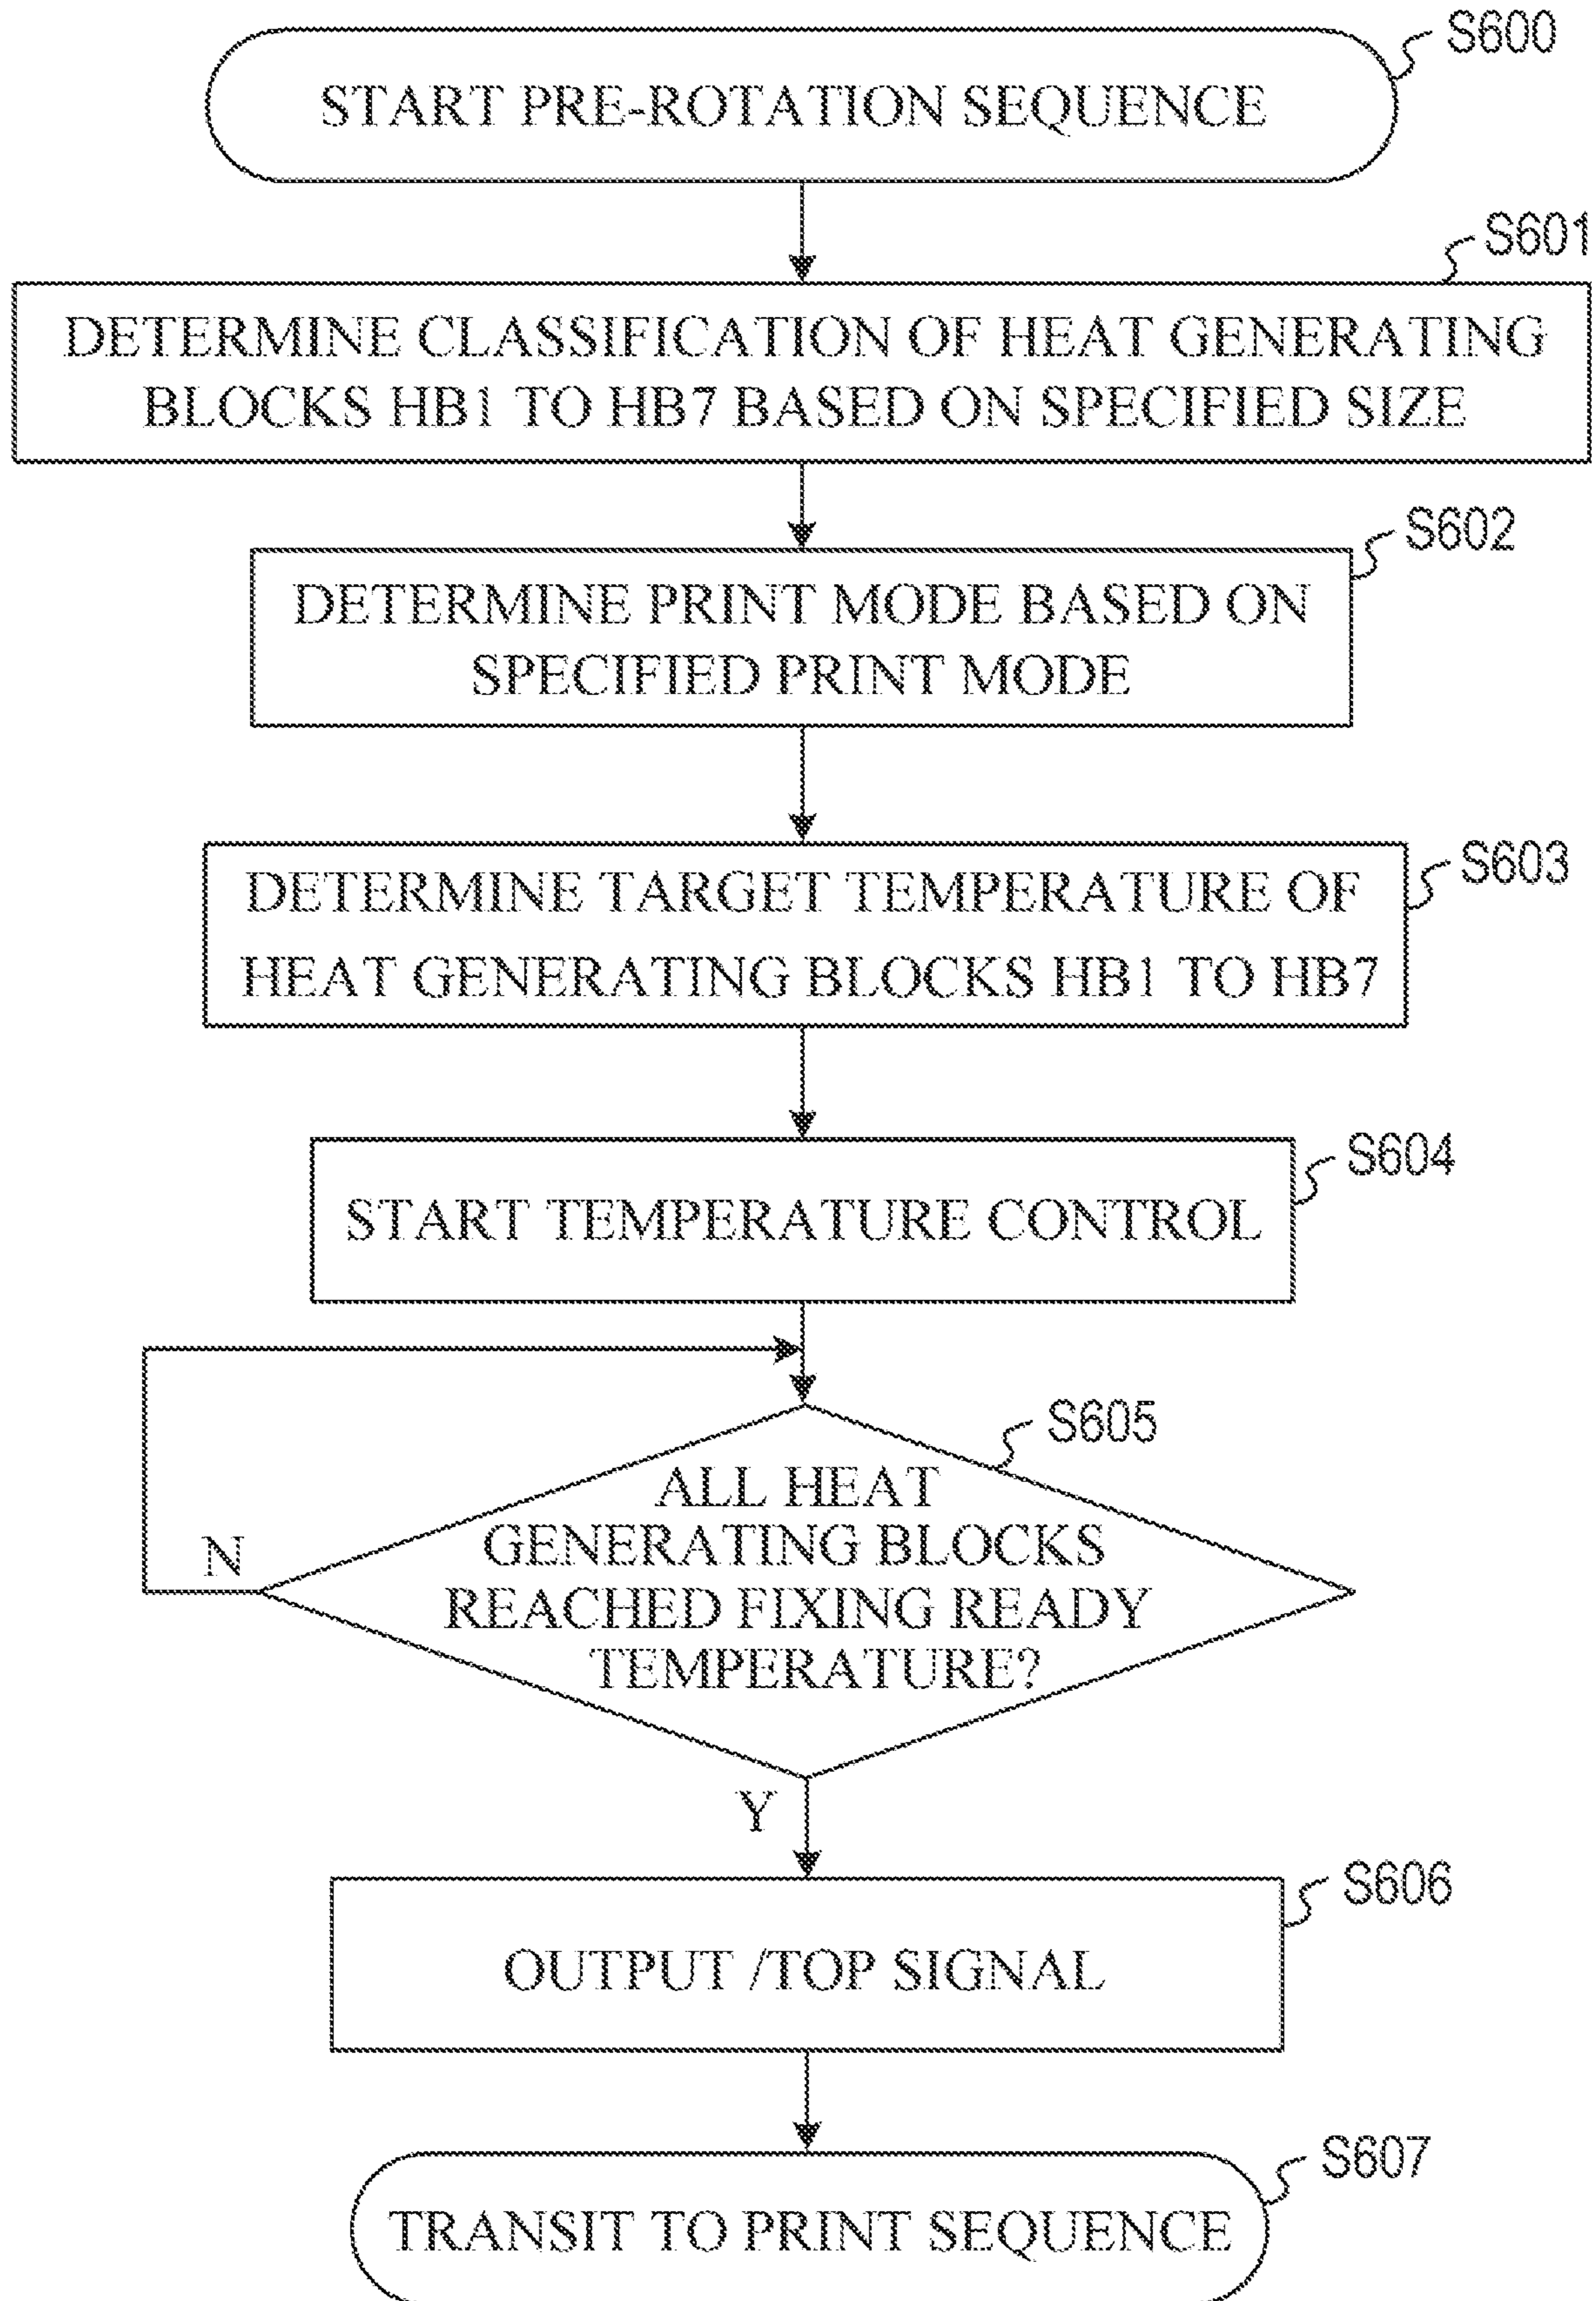 S600
START PRE-ROTATION SEQUENCE
S601
DETERMINE CLASSIFICATION OF HEAT GENERATING
BLOCKS HB1 TO HB7 BASED ON SPECIFIED SIZE
S602
DETERMINE PRINT MODE BASED ON
SPECIFIED PRINT MODE
S603
DETERMINE TARGET TEMPERATURE OF
HEAT GENERATING BLOCKS HB1 TO HB7
S604
START TEMPERATURE CONTROL
S605
ALL HEAT
GENERATING BLOCKS
REACHED FIXING READY
TEMPERATURE?
N
Y
S606
OUTPUT /TOP SIGNAL
S607
TRANSIT TO PRINT SEQUENCE